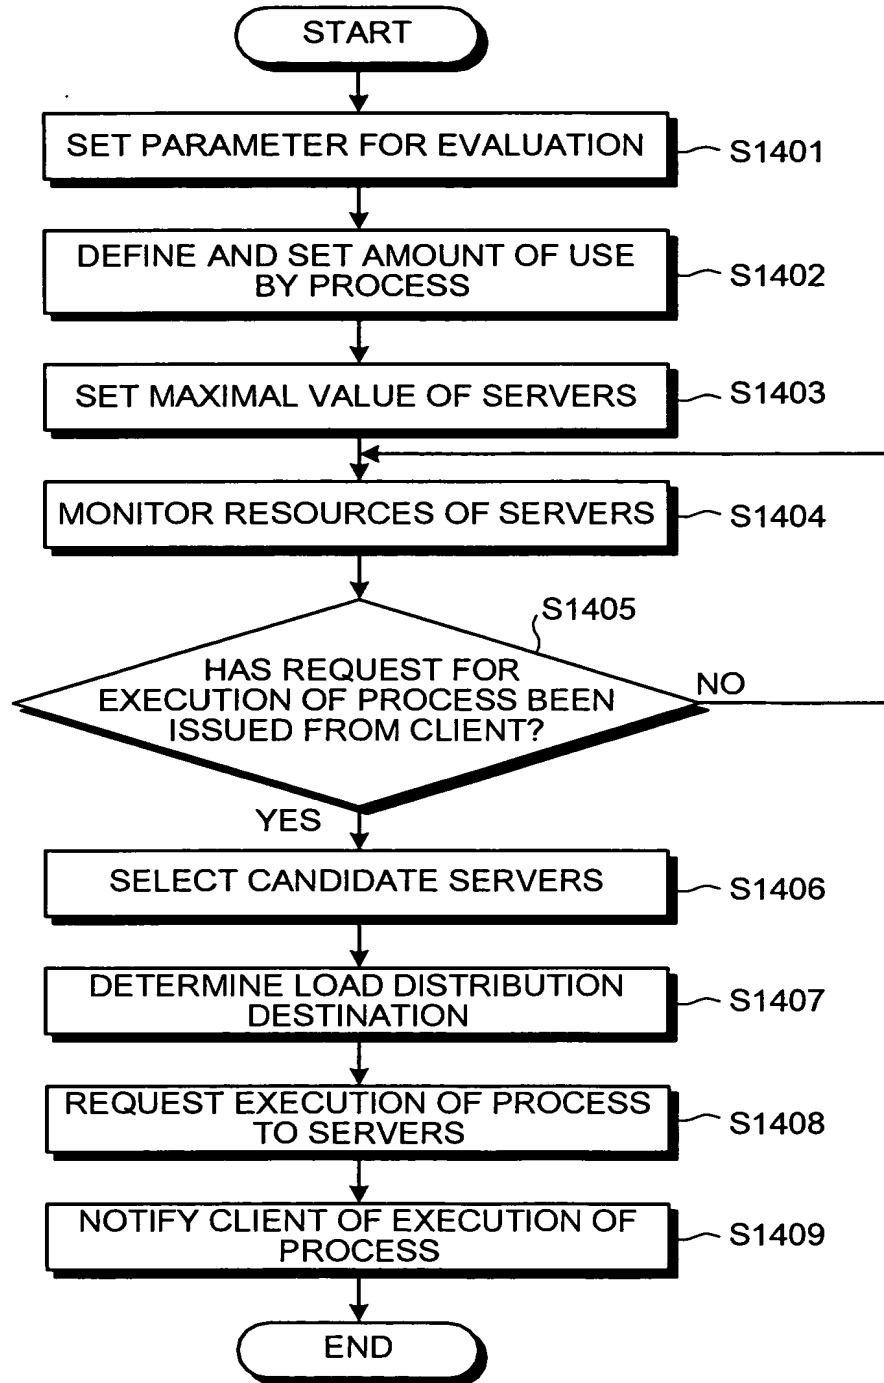 START
SET PARAMETER FOR EVALUATION
S1401
DEFINE AND SET AMOUNT OF USE
BY PROCESS
S1402
SET MAXIMAL VALUE OF SERVERS
S1403
MONITOR RESOURCES OF SERVERS
S1404
S1405
HAS REQUEST FOR
EXECUTION OF PROCESS BEEN
ISSUED FROM CLIENT?
NO
YES
SELECT CANDIDATE SERVERS
S1406
DETERMINE LOAD DISTRIBUTION
DESTINATION
S1407
REQUEST EXECUTION OF PROCESS
TO SERVERS
S1408
NOTIFY CLIENT OF EXECUTION OF
PROCESS
S1409
END